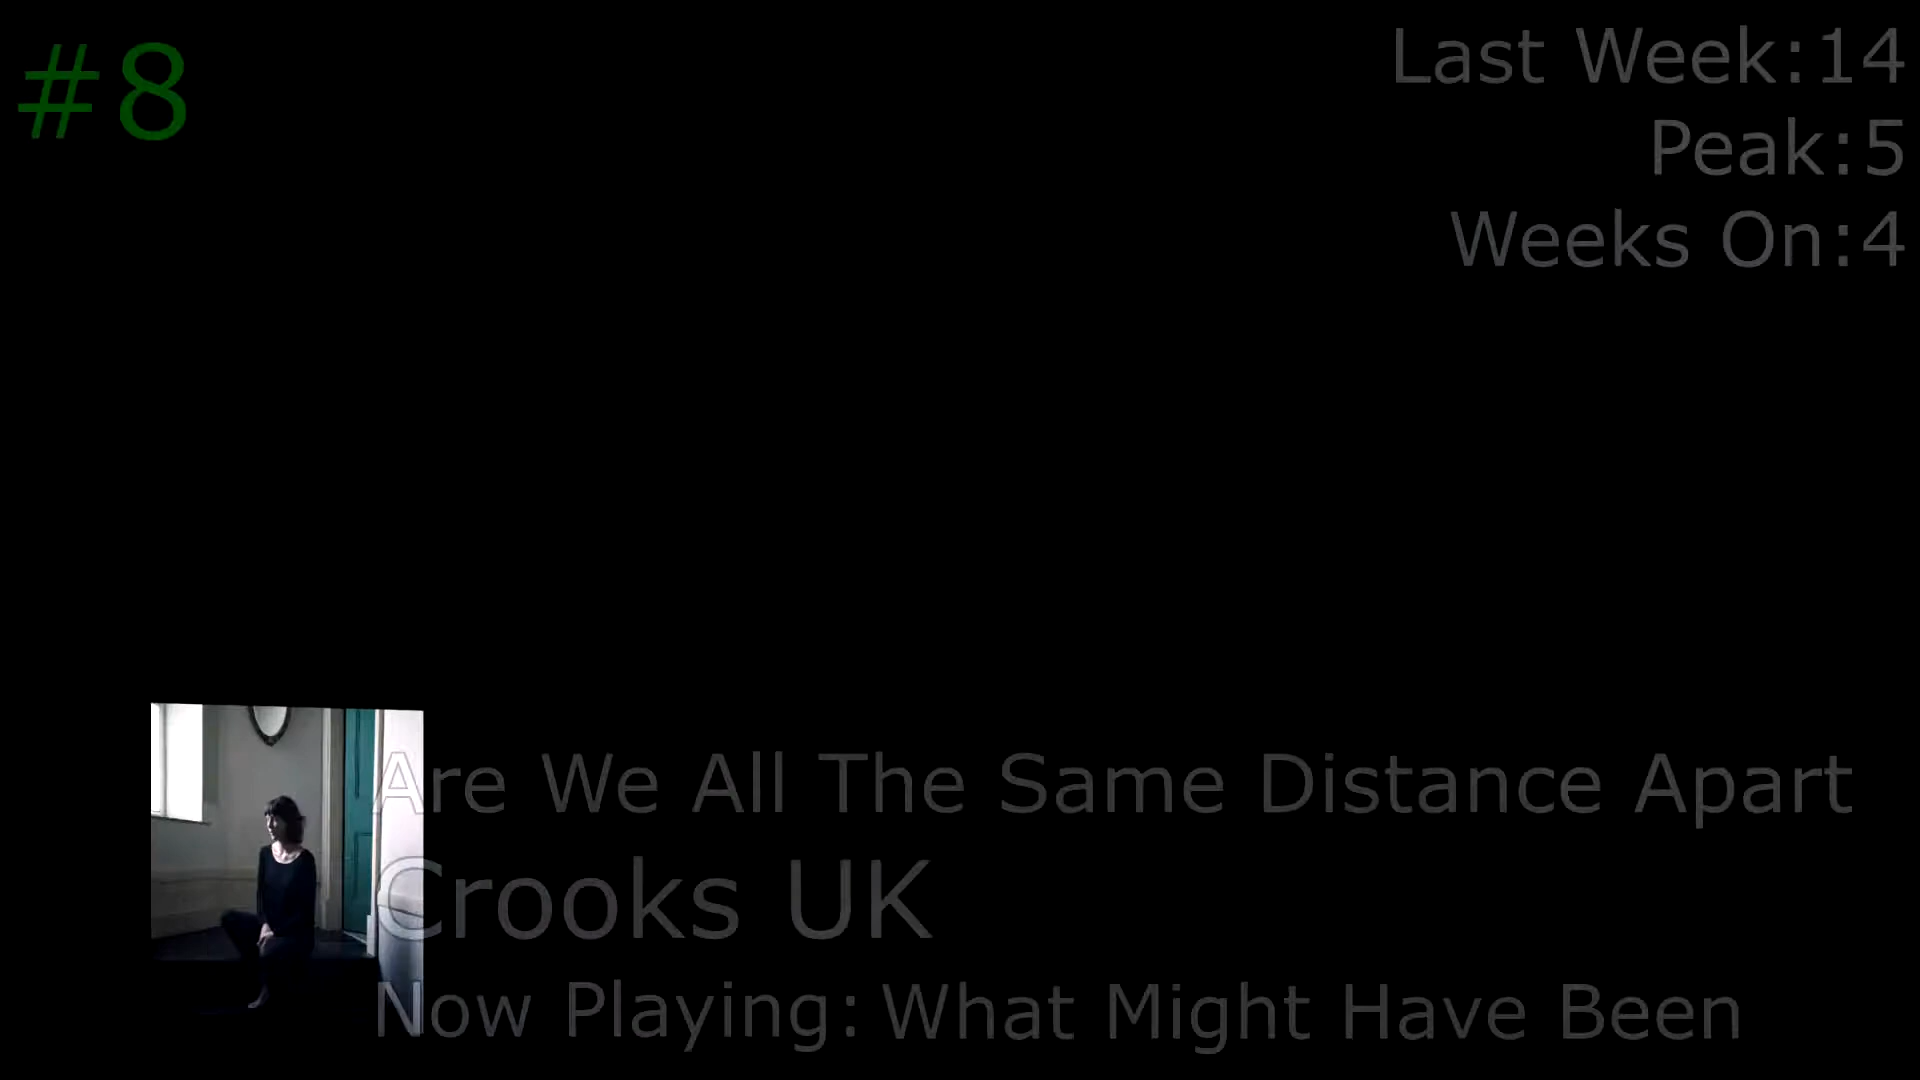 #8
Last Week:14
Peak:5
Weeks On:4
Are We All The Same Distance Apart
Crooks UK
Now Playing: What Might Have Been